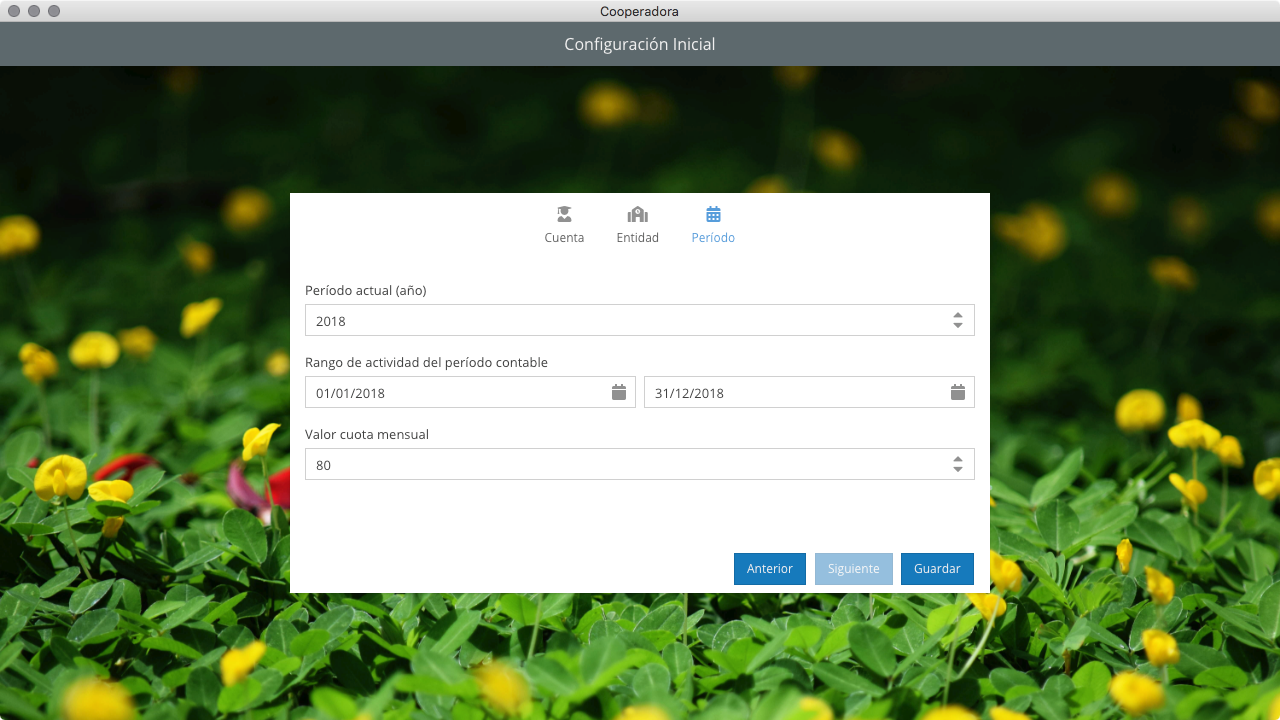 Cooperadora
Configuración Inicial
Cuenta Entidad Período
Período actual (año)
2018
Rango de actividad del período contable
01/01/2018 31/12/2018
Valor cuota mensual
80
Anterior Siguiente Guardar